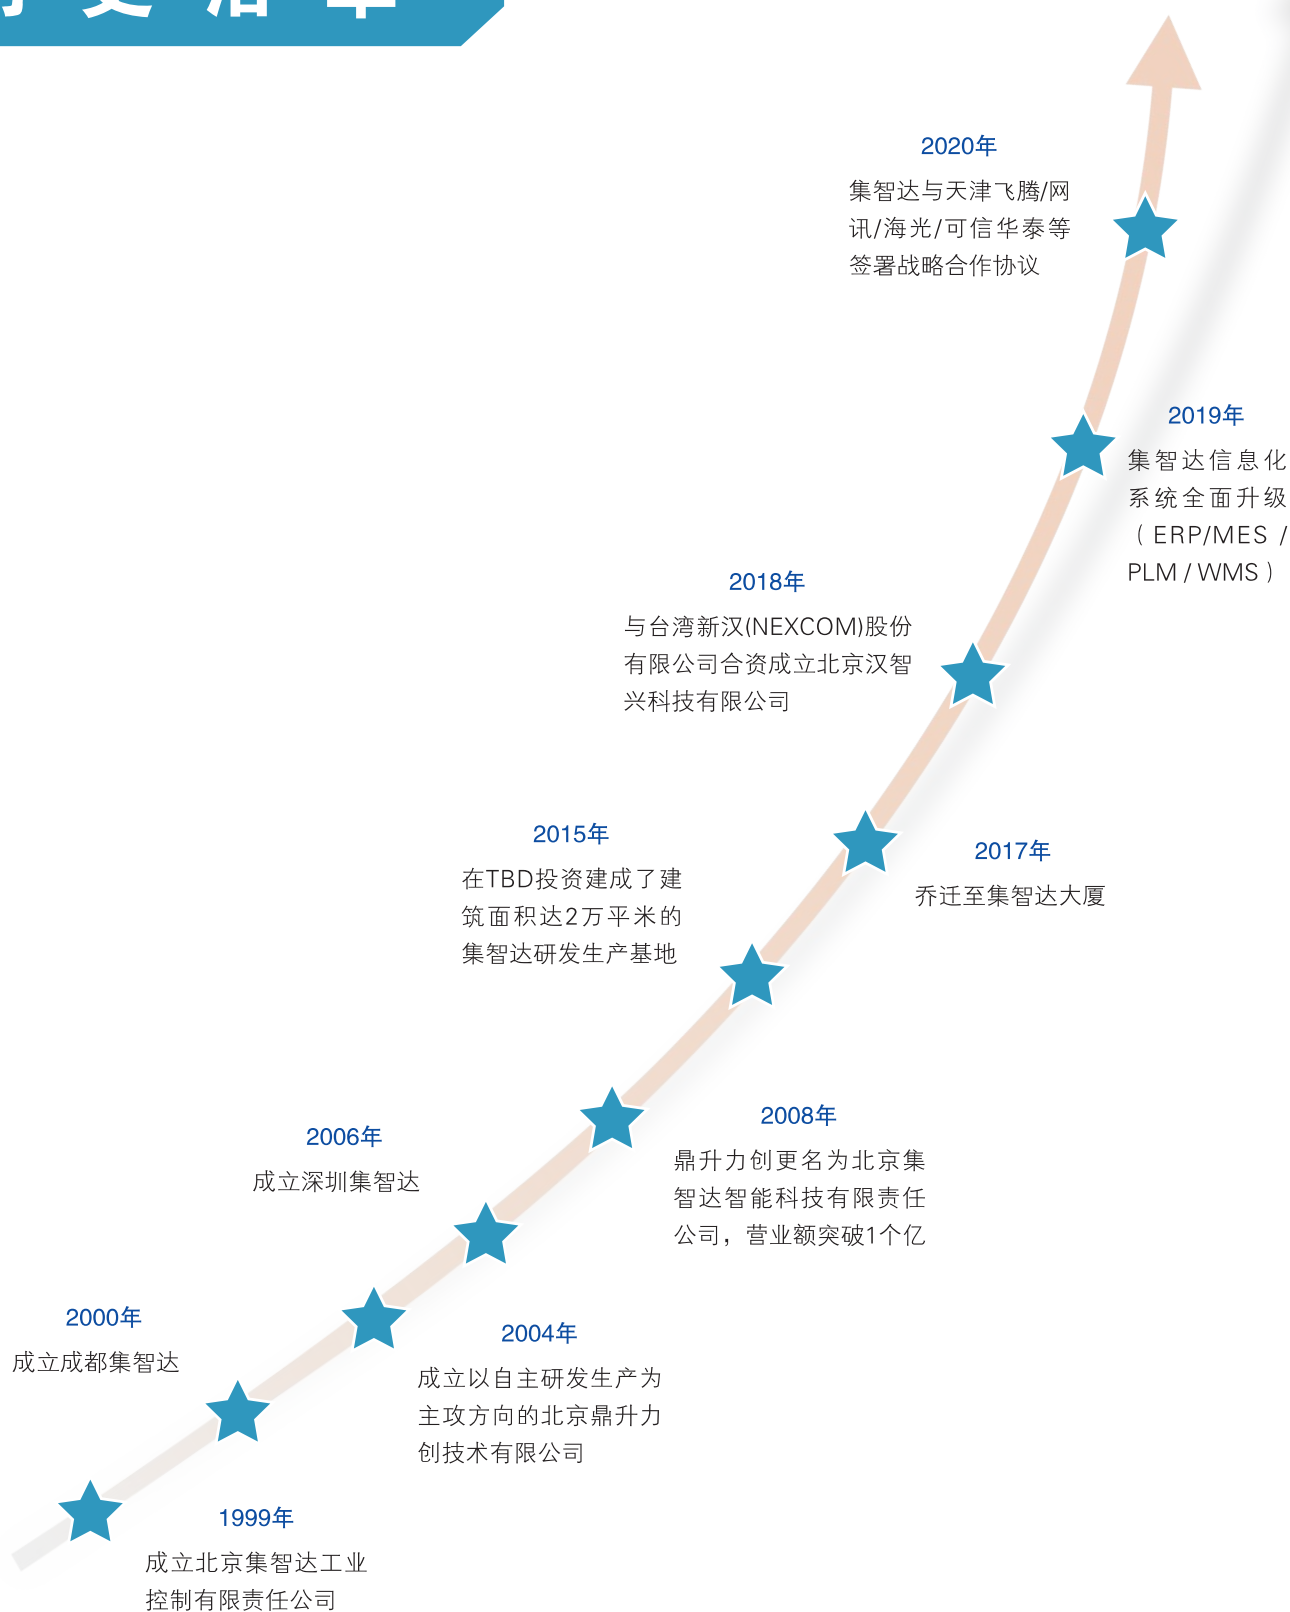 2020年
集智达与天津飞腾/网
讯/海光/可信华泰等
签署战略合作协议
2019年
集智达信息化
系统全面升级
（ERP/MES /
PLM / WMS）
2018年
与台湾新汉(NEXCOM)股份
有限公司合资成立北京汉智
兴科技有限公司
2017年
乔迁至集智达大厦
2015年
在TBD投资建成了建
筑面积达2万平米的
集智达研发生产基地
2008年
鼎升力创更名为北京集
智达智能科技有限责任
公司，营业额突破1个亿
2006年
成立深圳集智达
2004年
成立以自主研发生产为
主攻方向的北京鼎升力
创技术有限公司
2000年
成立成都集智达
1999年
成立北京集智达工业
控制有限责任公司